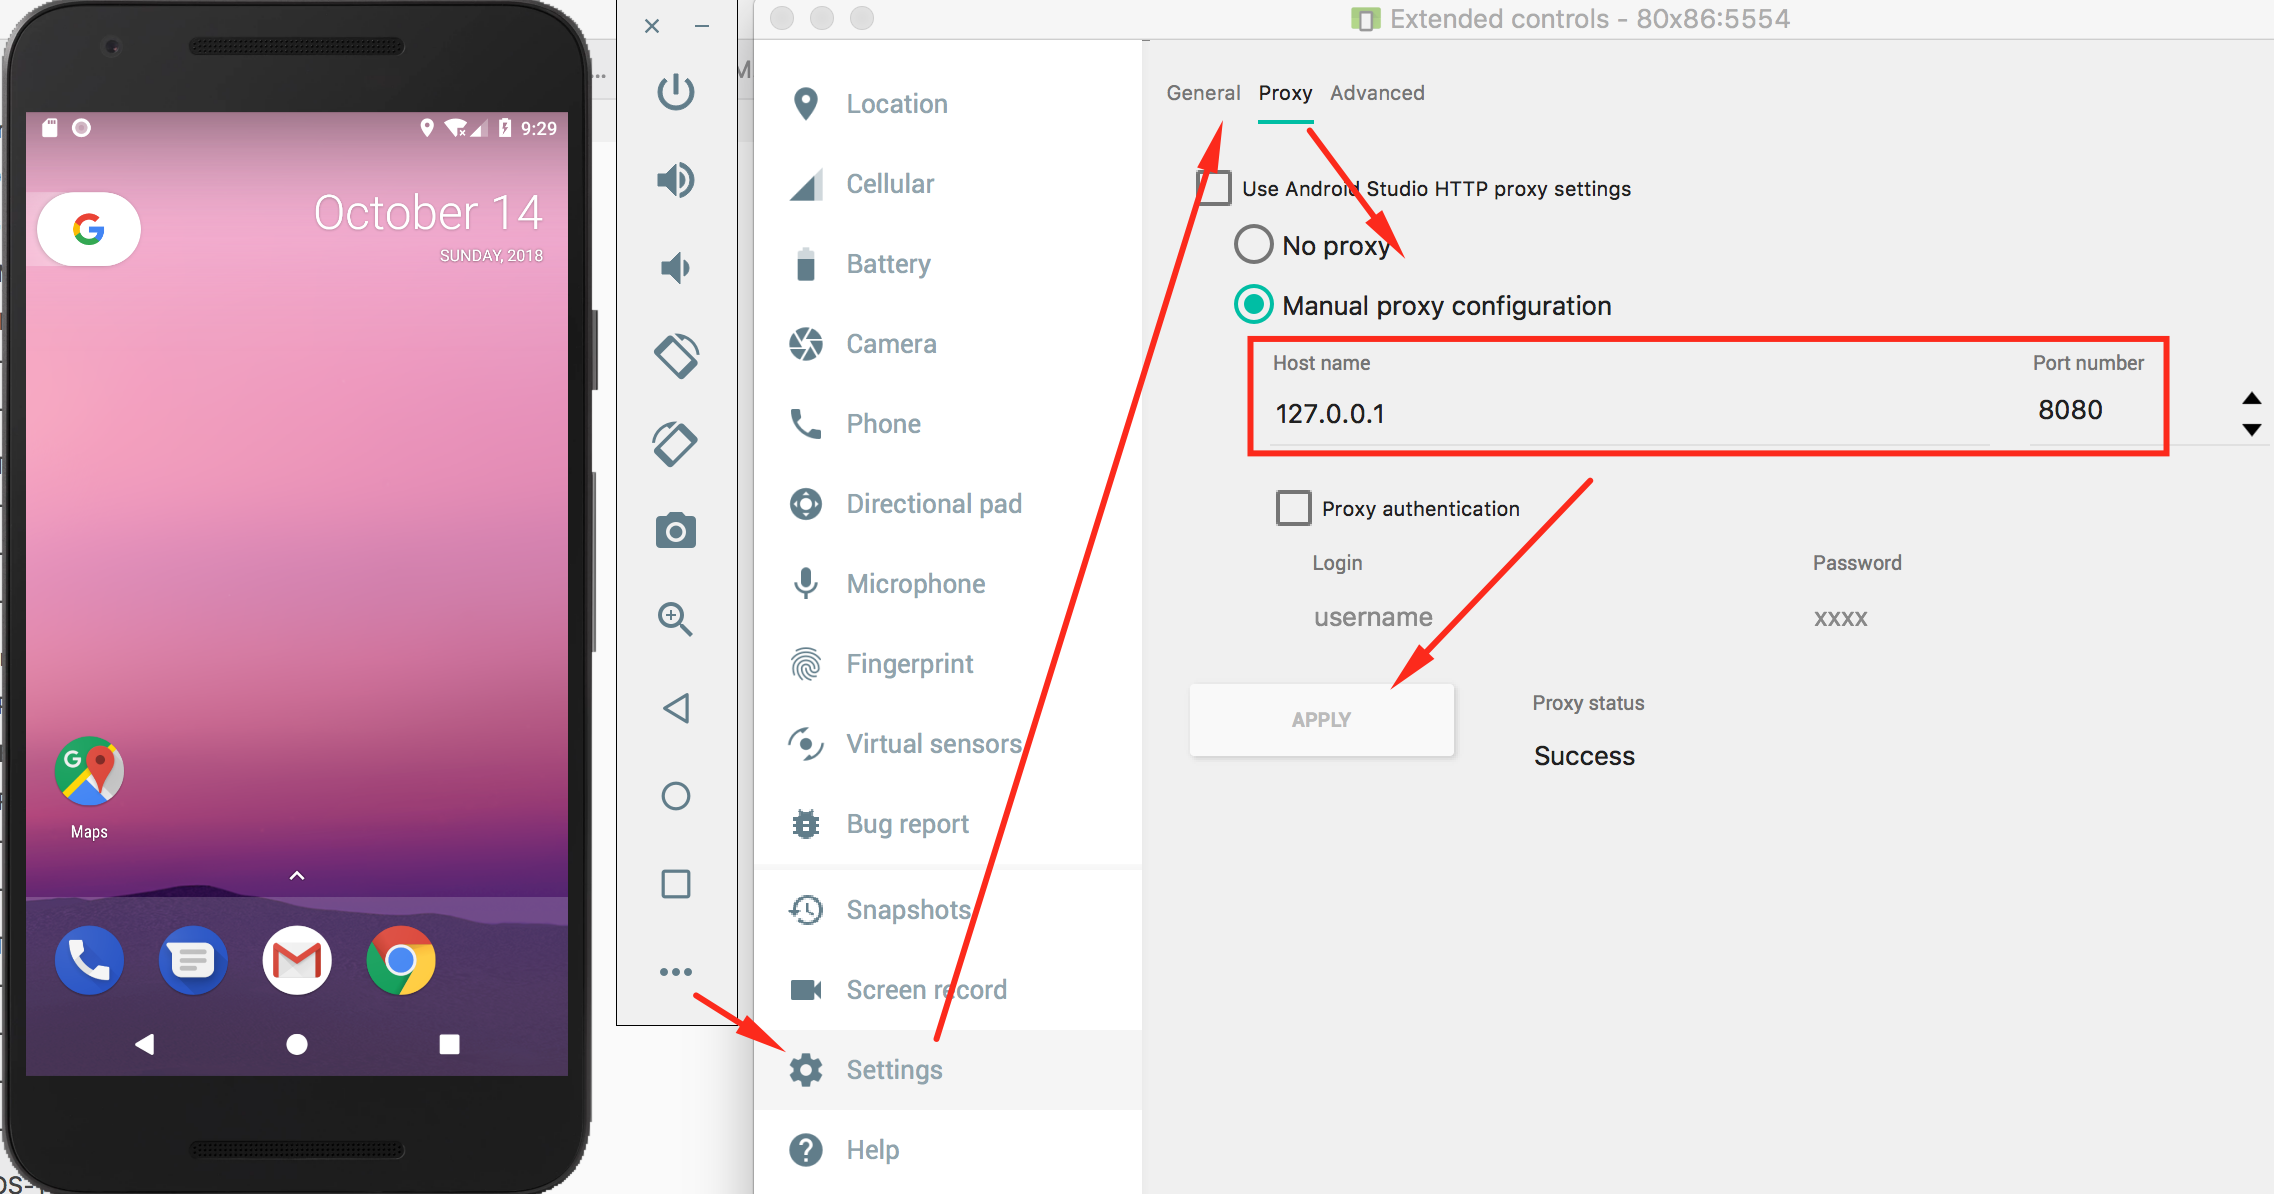 9:29
October 14
SUNDAY, 2018
G
G
Maps
...
M
OS-
Extended controls - 80x86:5554
Location
Cellular
Battery
Camera
Phone
Directional pad
Microphone
Fingerprint
Virtual sensors
Bug report
Snapshots
Screen record
Settings
Help
General Proxy Advanced
Use Android Studio HTTP proxy settings
No proxy
Manual proxy configuration
Host name Port number
127.0.0.1 8080
Proxy authentication
Login Password
username xxxx
APPLY
Proxy status
Success